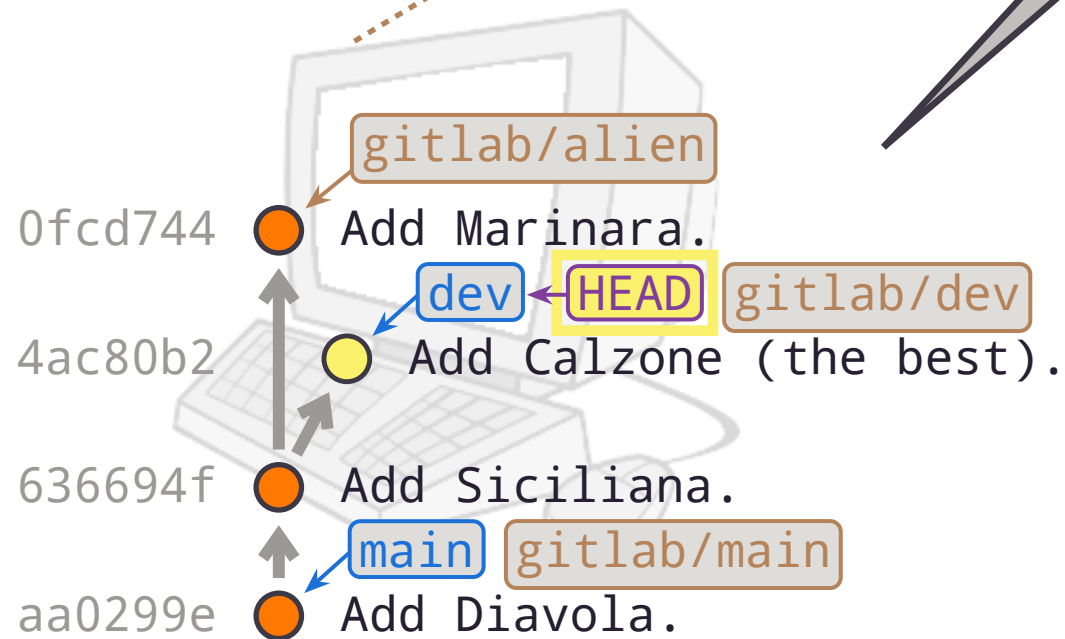 gitlab/alien
0fcd744 Add Marinara.
dev HEAD gitlab/dev
4ac80b2 Add Calzone (the best).
636694f Add Siciliana.
main gitlab/main
aa0299e Add Diavola.